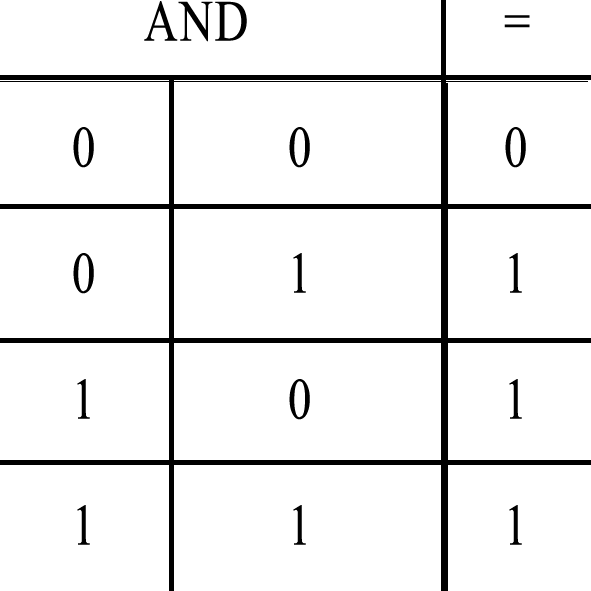 AND =
0 0 0
0 1 1
1 0 1
1 1 1